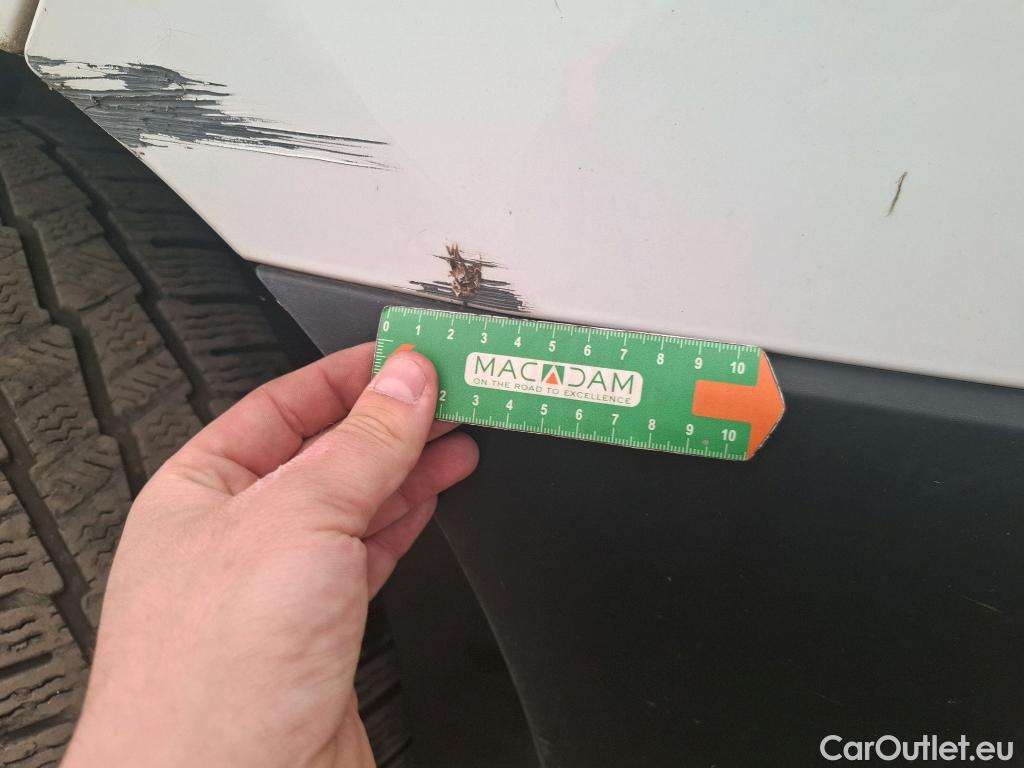 0 1 2 3 4 5 6 7 8 9 10
MACADAM
ON THE ROAD TO EXCELLENCE
2 3 4 5 6 7 8 9 10
CarOutlet.eu